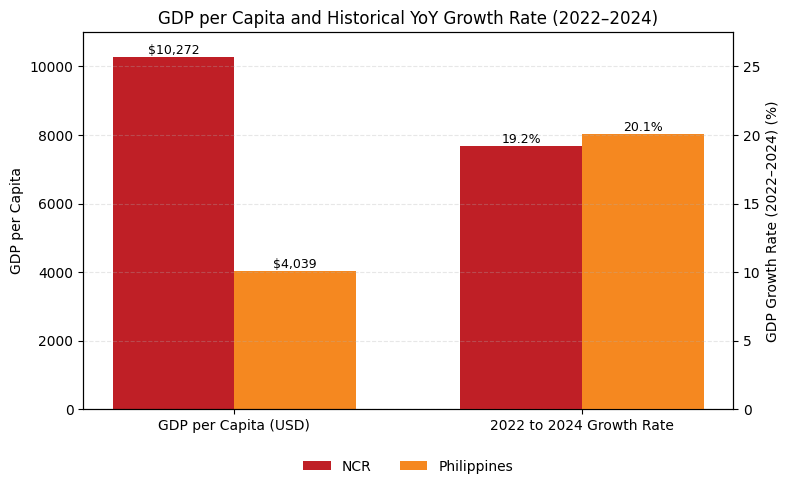 GDP per Capita and Historical YoY Growth Rate (2022–2024)
$10,272
$4,039
19.2%
20.1%
GDP per Capita
10000
8000
6000
4000
2000
0
GDP Growth Rate (2022–2024) (%)
25
20
15
10
5
0
GDP per Capita (USD)
2022 to 2024 Growth Rate
NCR
Philippines